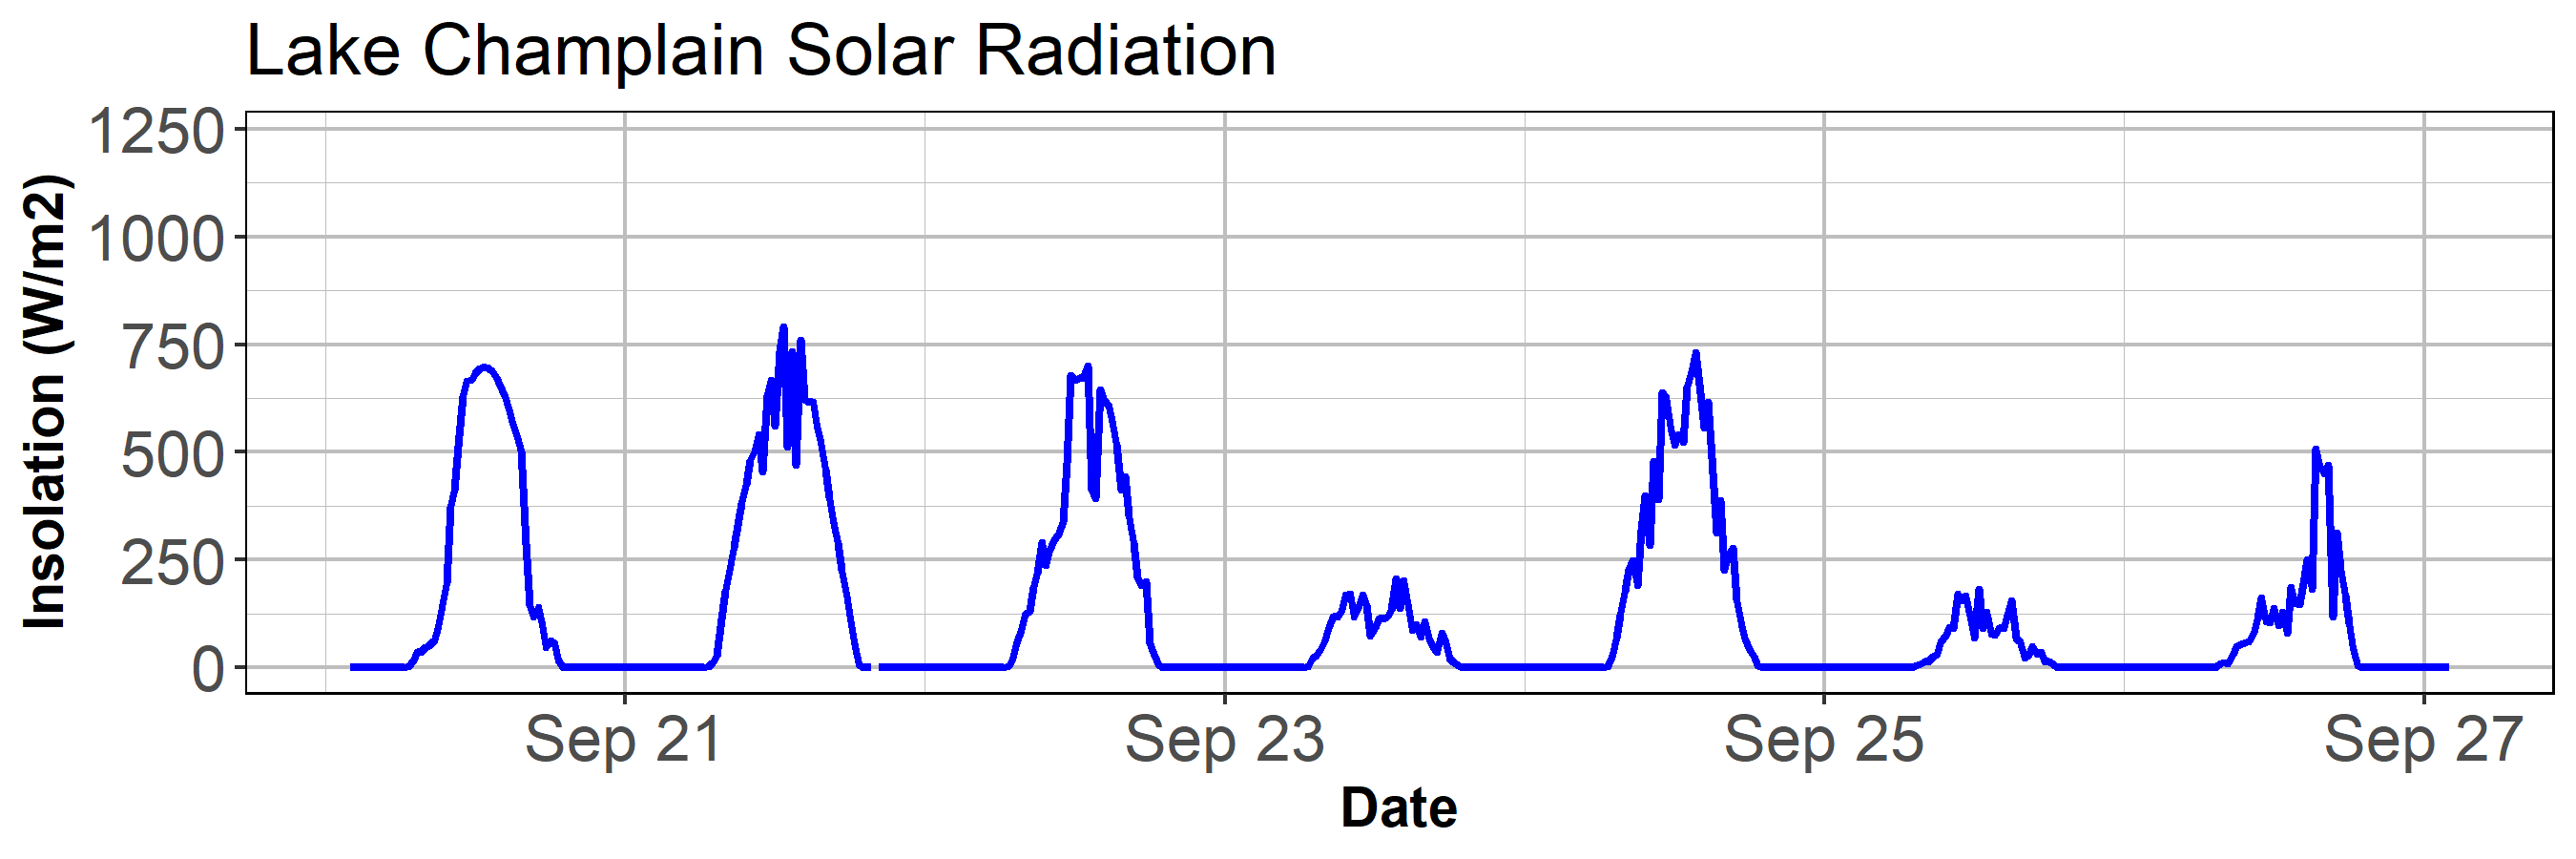 Lake Champlain Solar Radiation
1250
1000
750
500
250
0
Insolation (W/m2)
Sep 21 Sep 23 Sep 25 Sep 27
Date